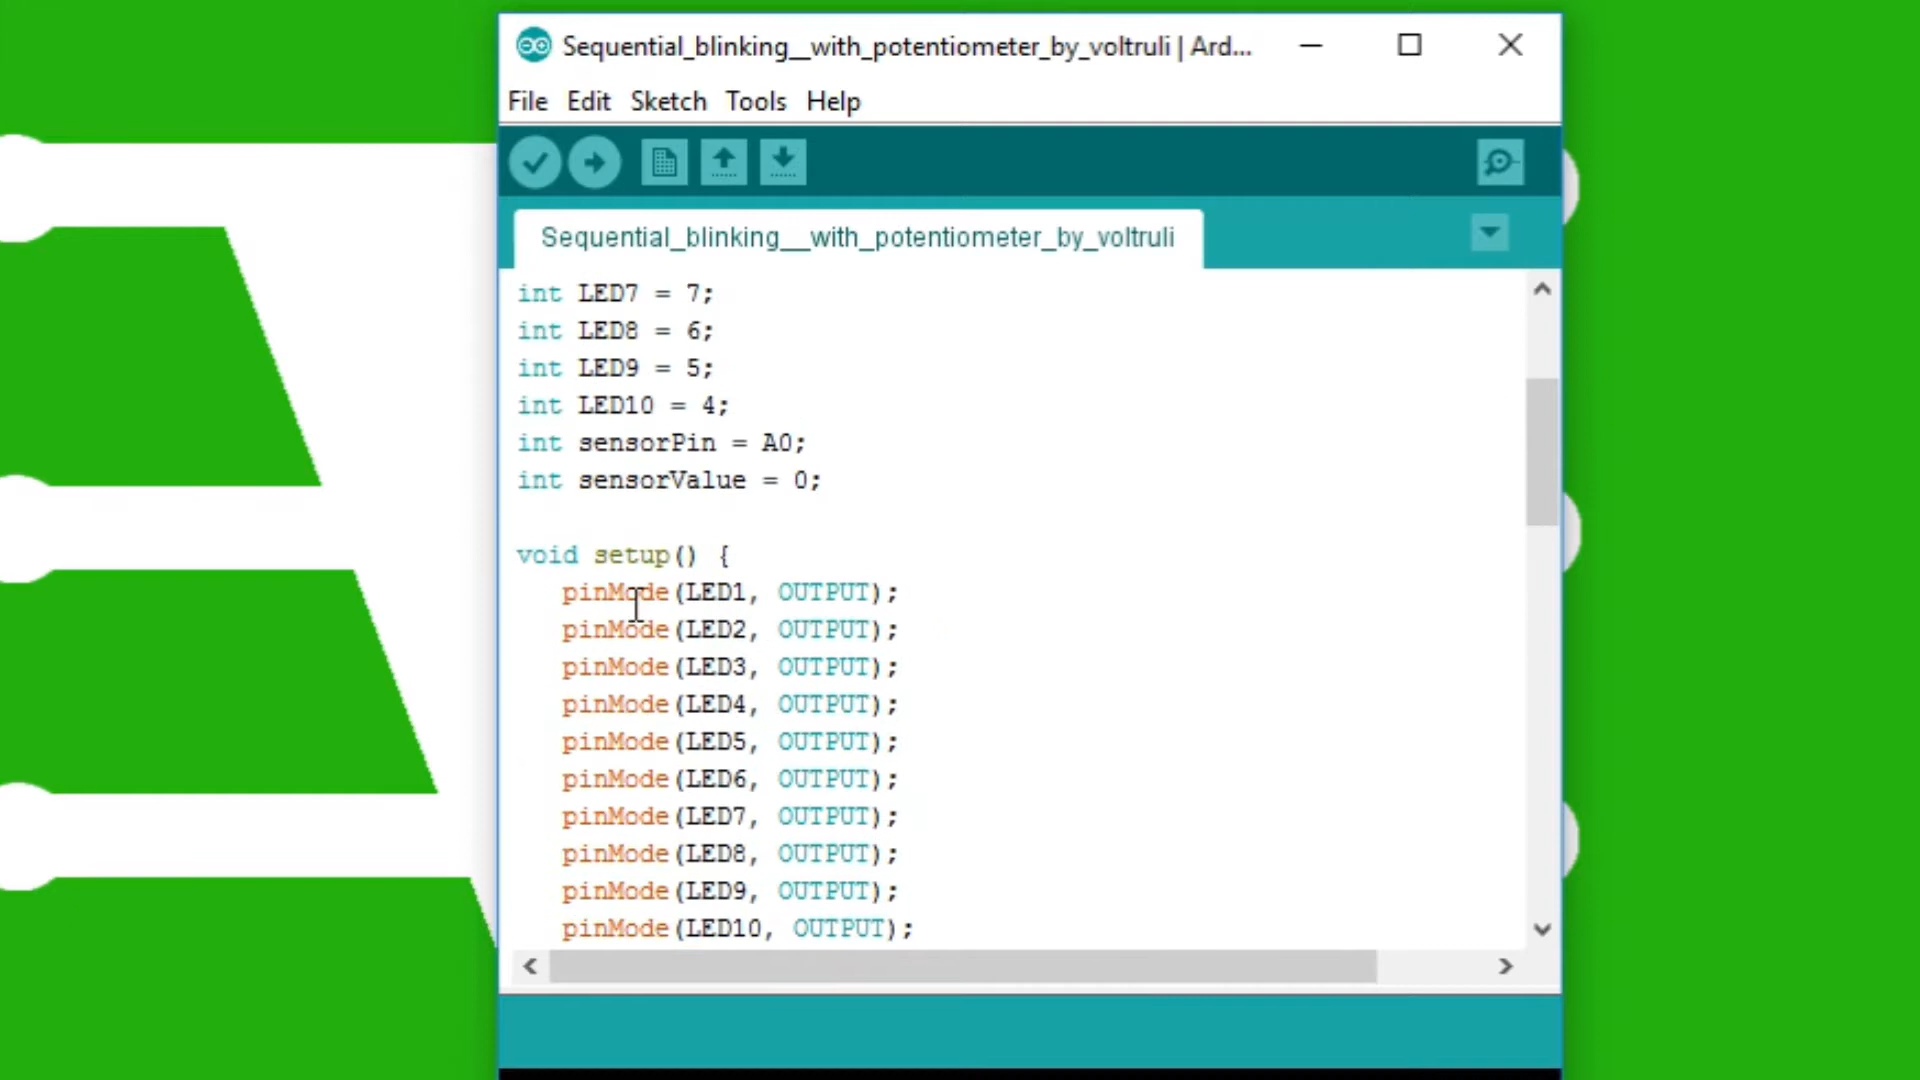 Sequential_blinking__with_potentiometer_by_voltruli | Ard...
File Edit Sketch Tools Help
Sequential_blinking__with_potentiometer_by_voltruli
int LED7 = 7;
int LED8 = 6;
int LED9 = 5;
int LED10 = 4;
int sensorPin = A0;
int sensorValue = 0;
void setup() {
pinMode(LED1, OUTPUT);
pinMode(LED2, OUTPUT);
pinMode(LED3, OUTPUT);
pinMode(LED4, OUTPUT);
pinMode(LED5, OUTPUT);
pinMode(LED6, OUTPUT);
pinMode(LED7, OUTPUT);
pinMode(LED8, OUTPUT);
pinMode(LED9, OUTPUT);
pinMode(LED10, OUTPUT);